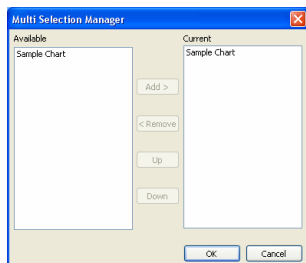 Multi Selection Manager
Available
Current
Sample Chart
Sample Chart
Add >
< Remove
Up
Down
OK
Cancel